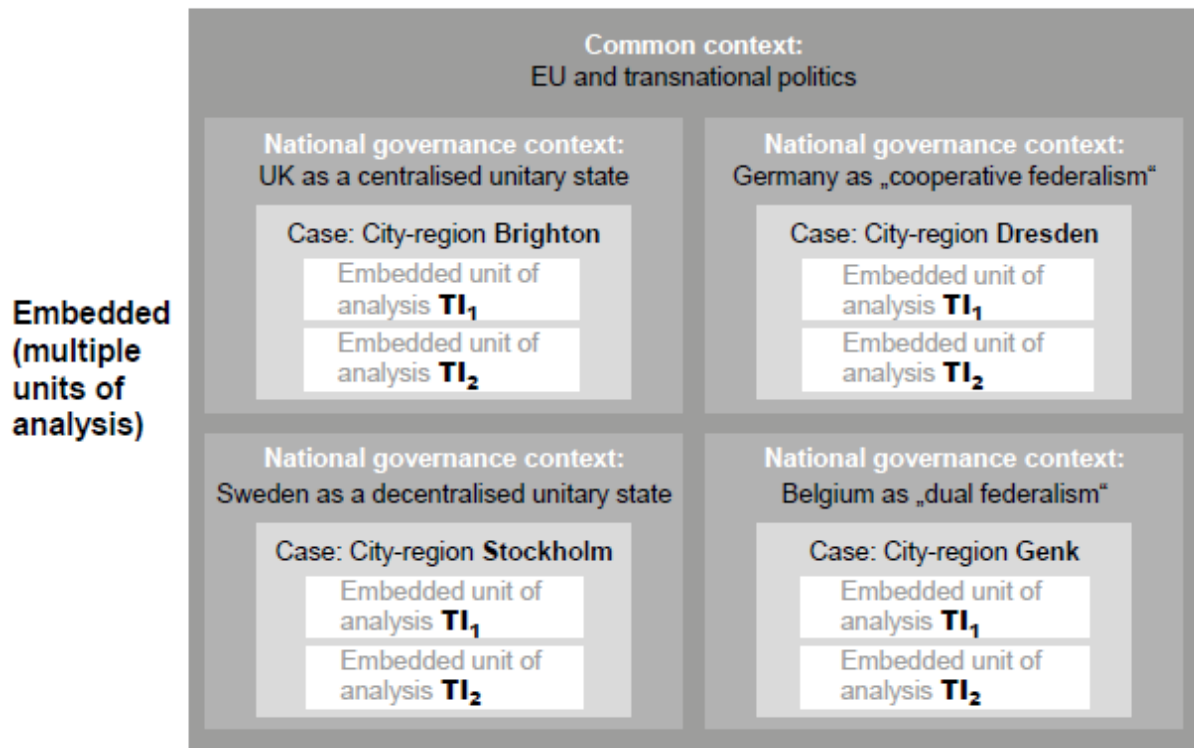 Common context:
EU and transnational politics
Embedded
(multiple
units of
analysis)
National governance context:
UK as a centralised unitary state
Case: City-region Brighton
Embedded unit of
analysis TI₁
Embedded unit of
analysis TI₂
National governance context:
Germany as „cooperative federalism“
Case: City-region Dresden
Embedded unit of
analysis TI₁
Embedded unit of
analysis TI₂
National governance context:
Sweden as a decentralised unitary state
Case: City-region Stockholm
Embedded unit of
analysis TI₁
Embedded unit of
analysis TI₂
National governance context:
Belgium as „dual federalism“
Case: City-region Genk
Embedded unit of
analysis TI₁
Embedded unit of
analysis TI₂